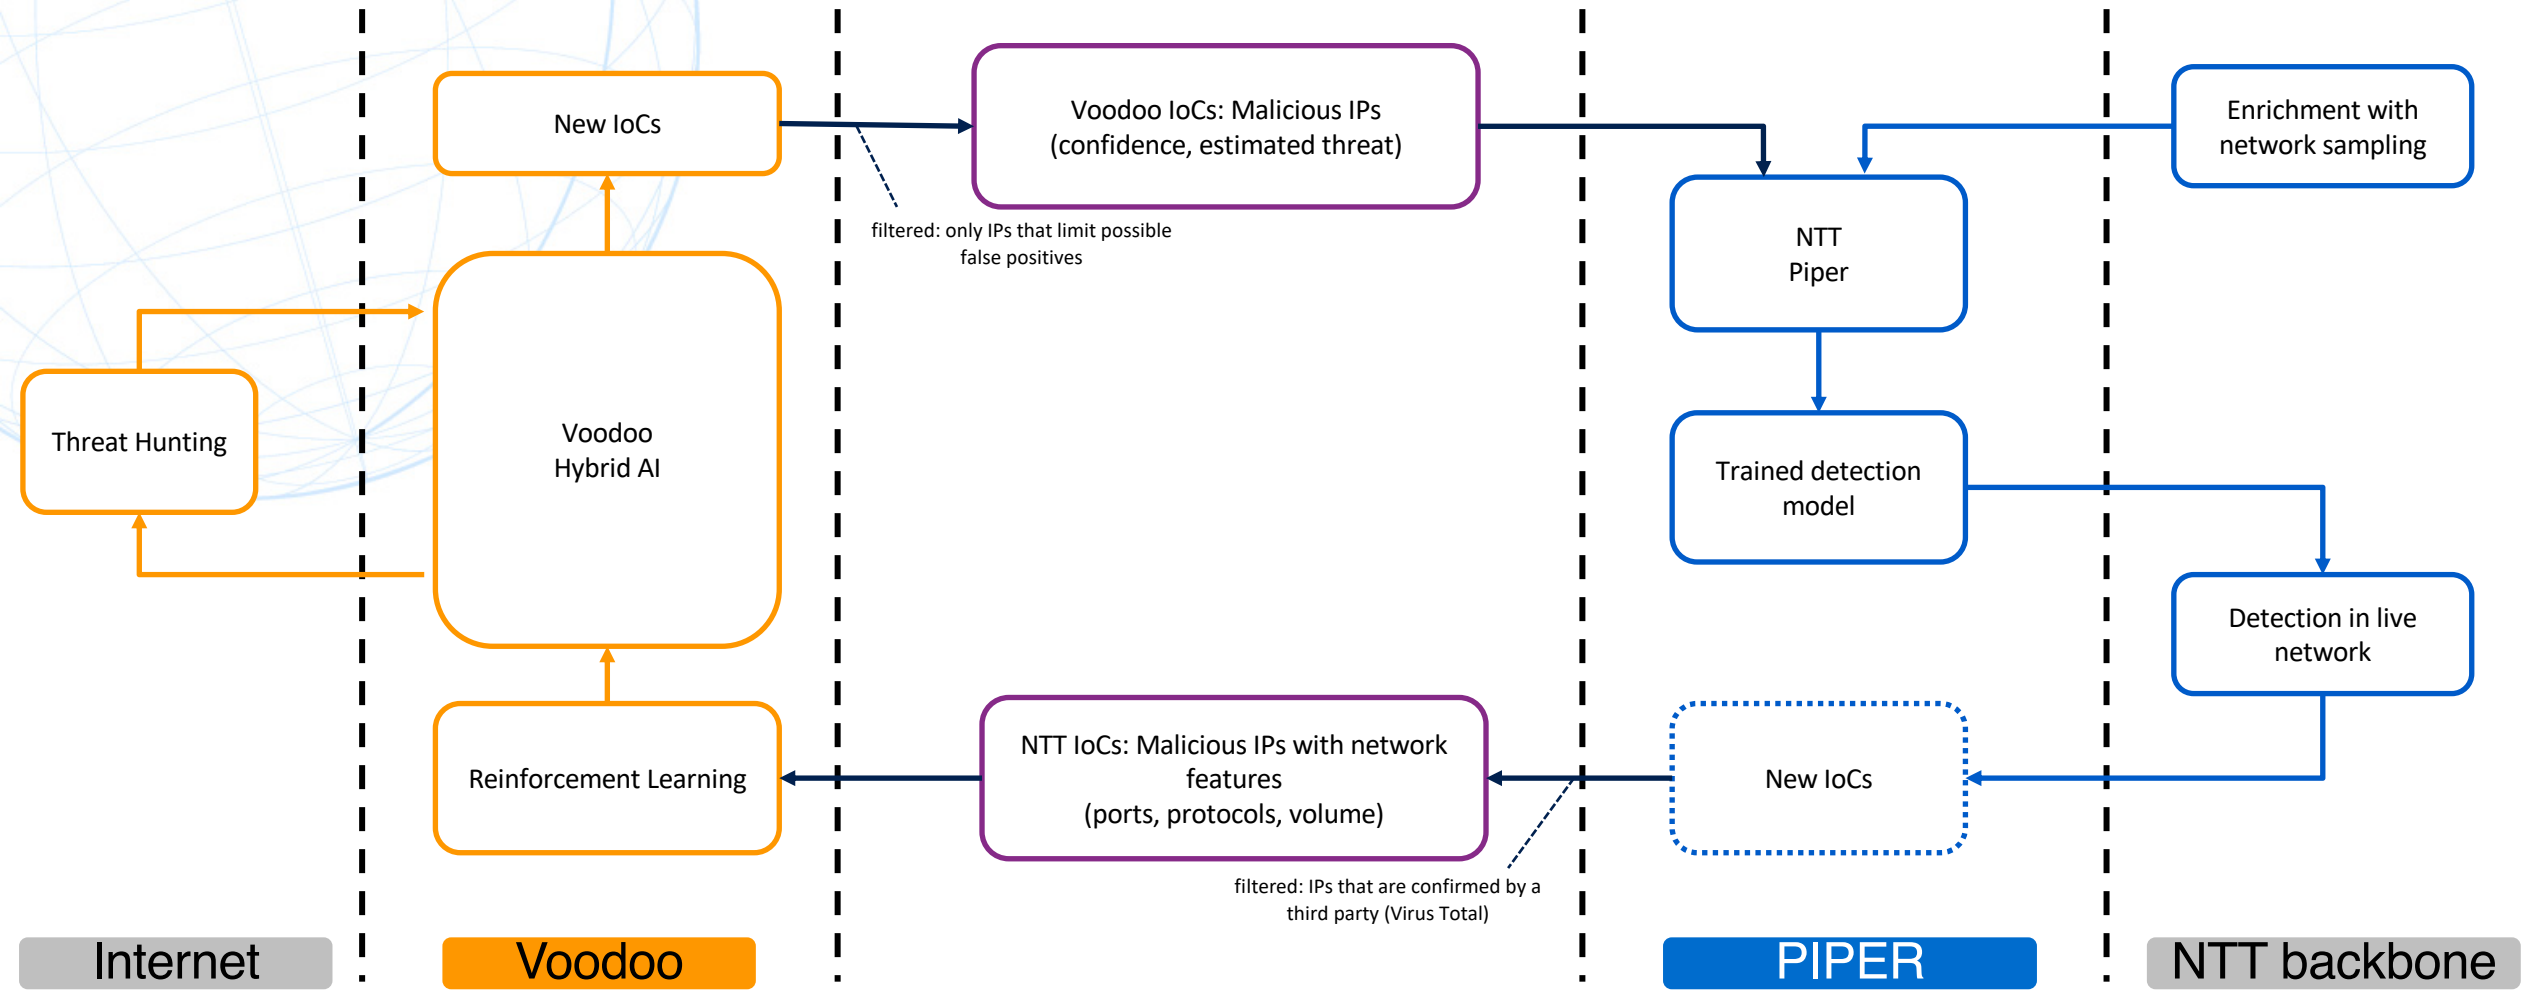 New IoCs
Voodoo IoCs: Malicious IPs
(confidence, estimated threat)
Enrichment with
network sampling
filtered: only IPs that limit possible
false positives
NTT
Piper
Threat Hunting
Voodoo
Hybrid AI
Trained detection
model
Detection in live
network
Reinforcement Learning
NTT IoCs: Malicious IPs with network
features
(ports, protocols, volume)
New IoCs
filtered: IPs that are confirmed by a
third party (Virus Total)
Internet
Voodoo
PIPER
NTT backbone